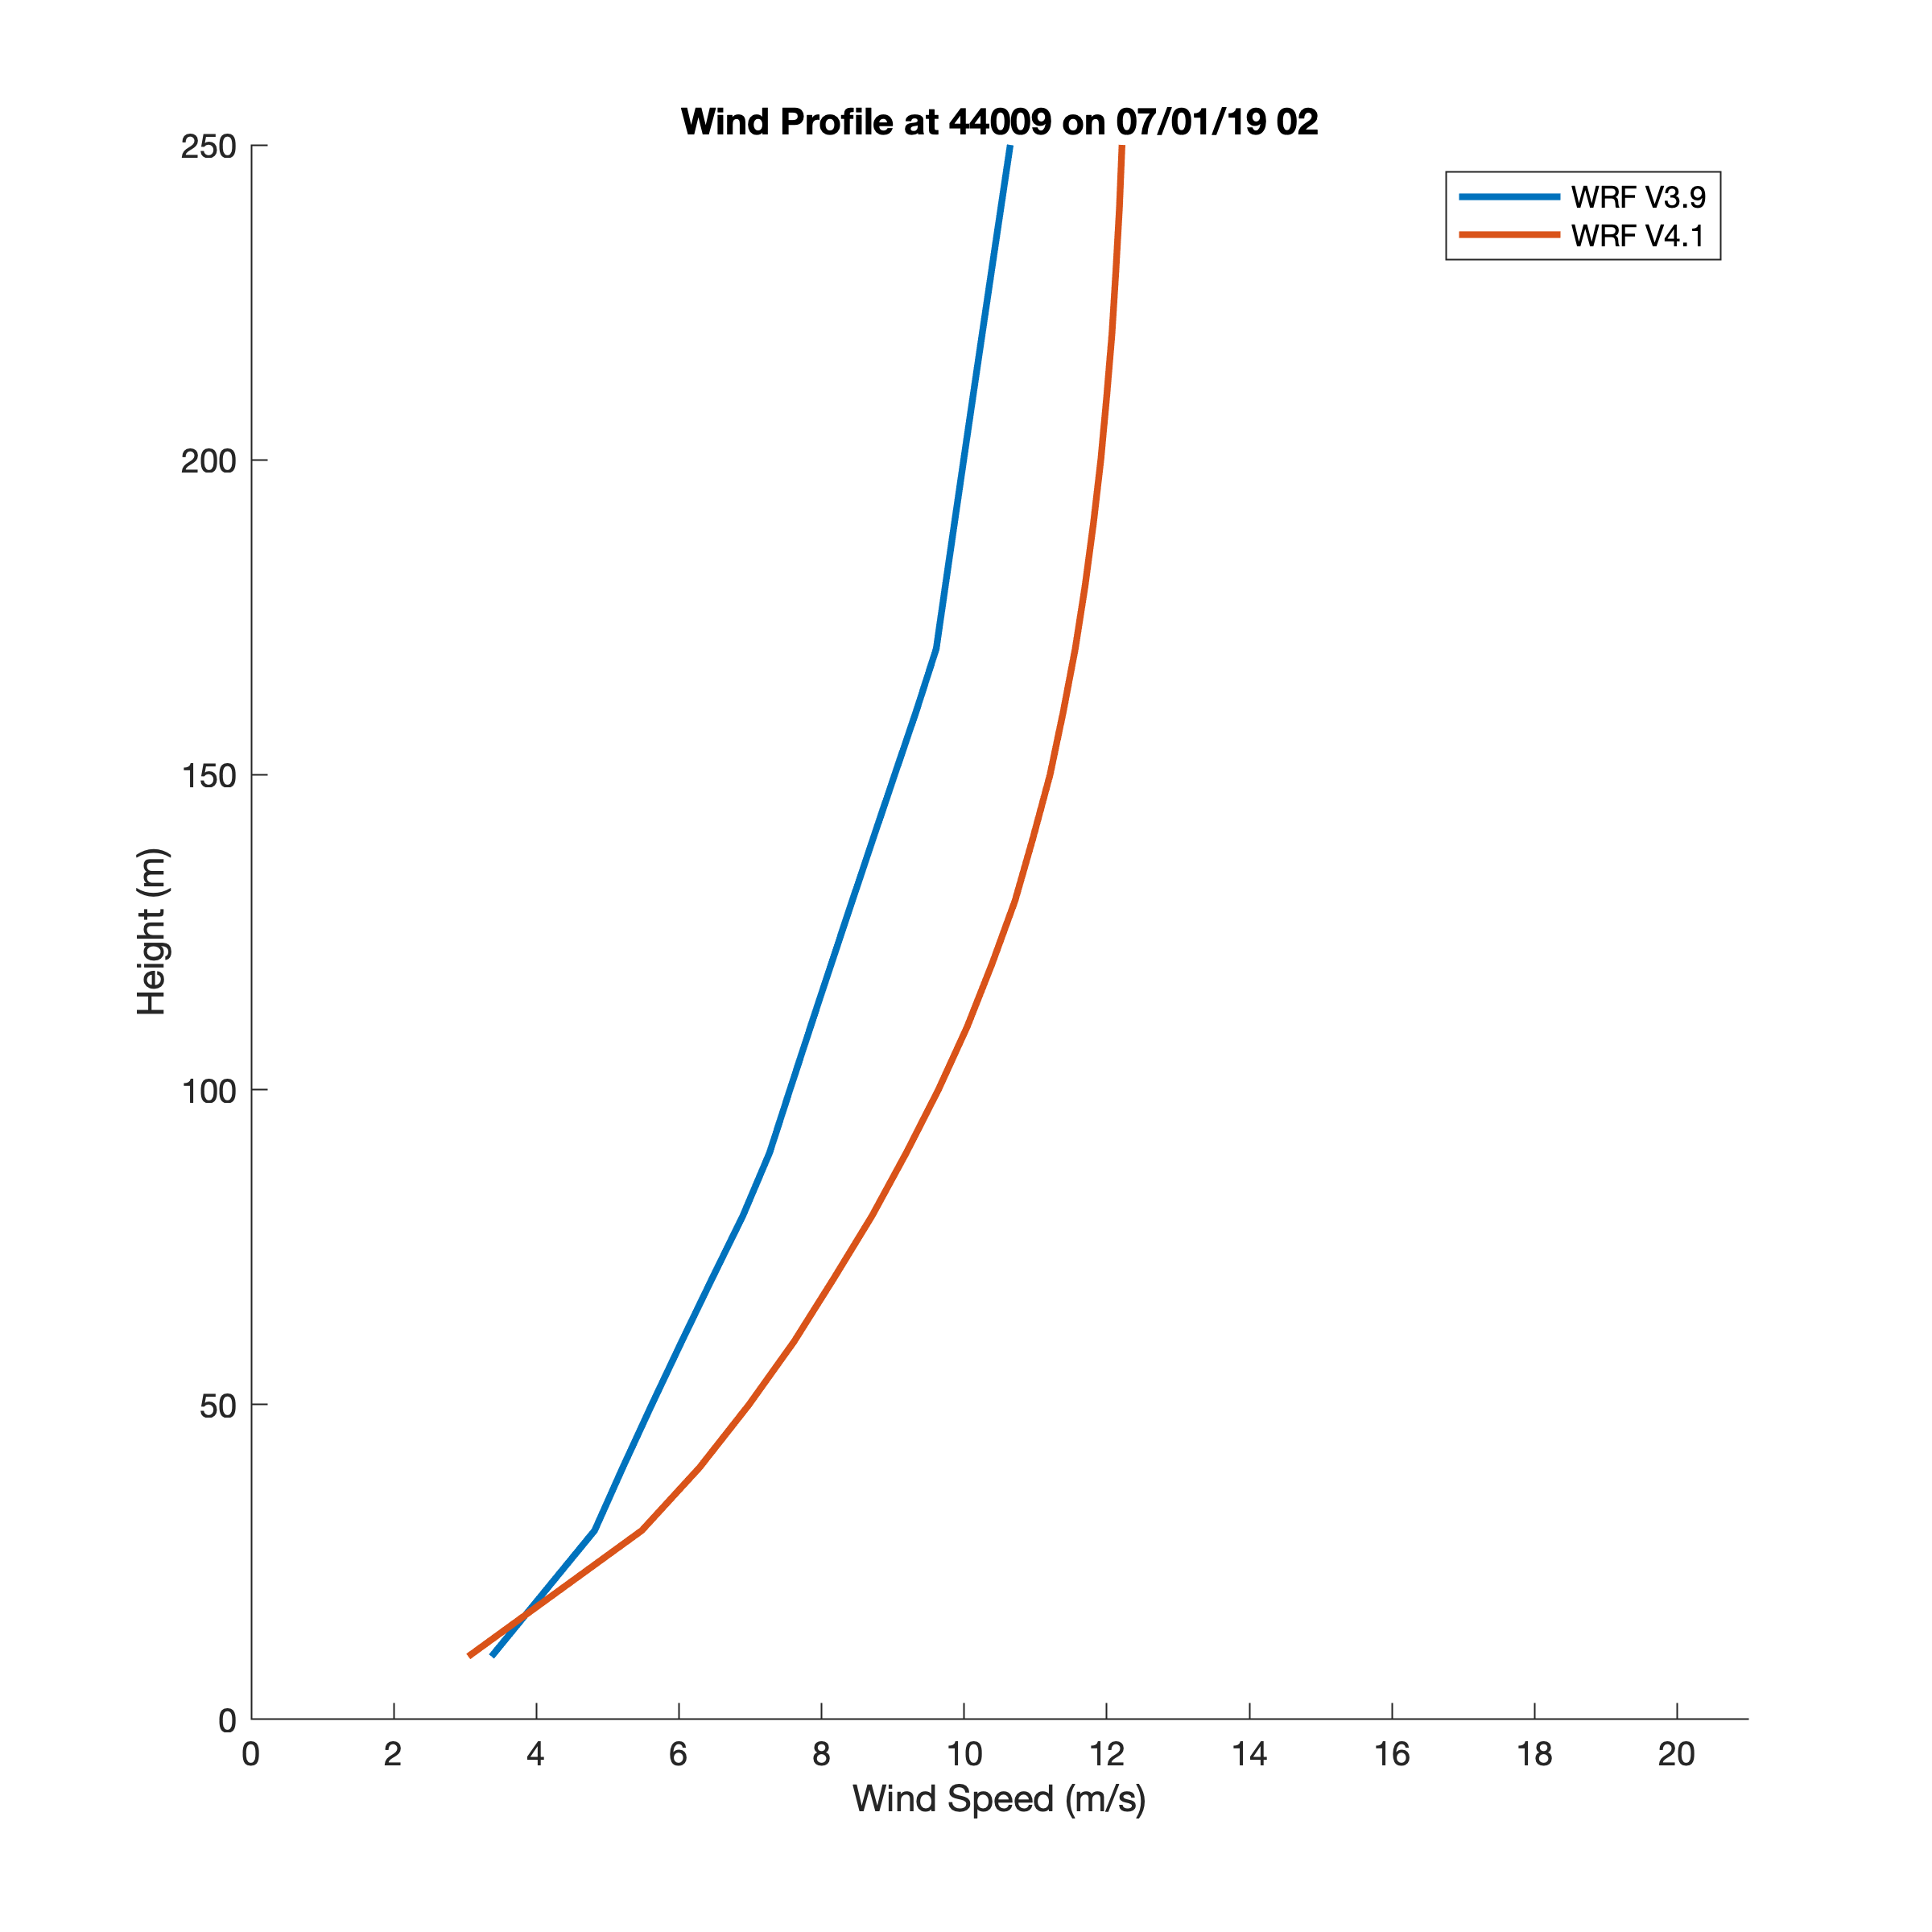 Wind Profile at 44009 on 07/01/19 02
WRF V3.9
WRF V4.1
250
200
150
100
50
0
Height (m)
0 2 4 6 8 10 12 14 16 18 20
Wind Speed (m/s)